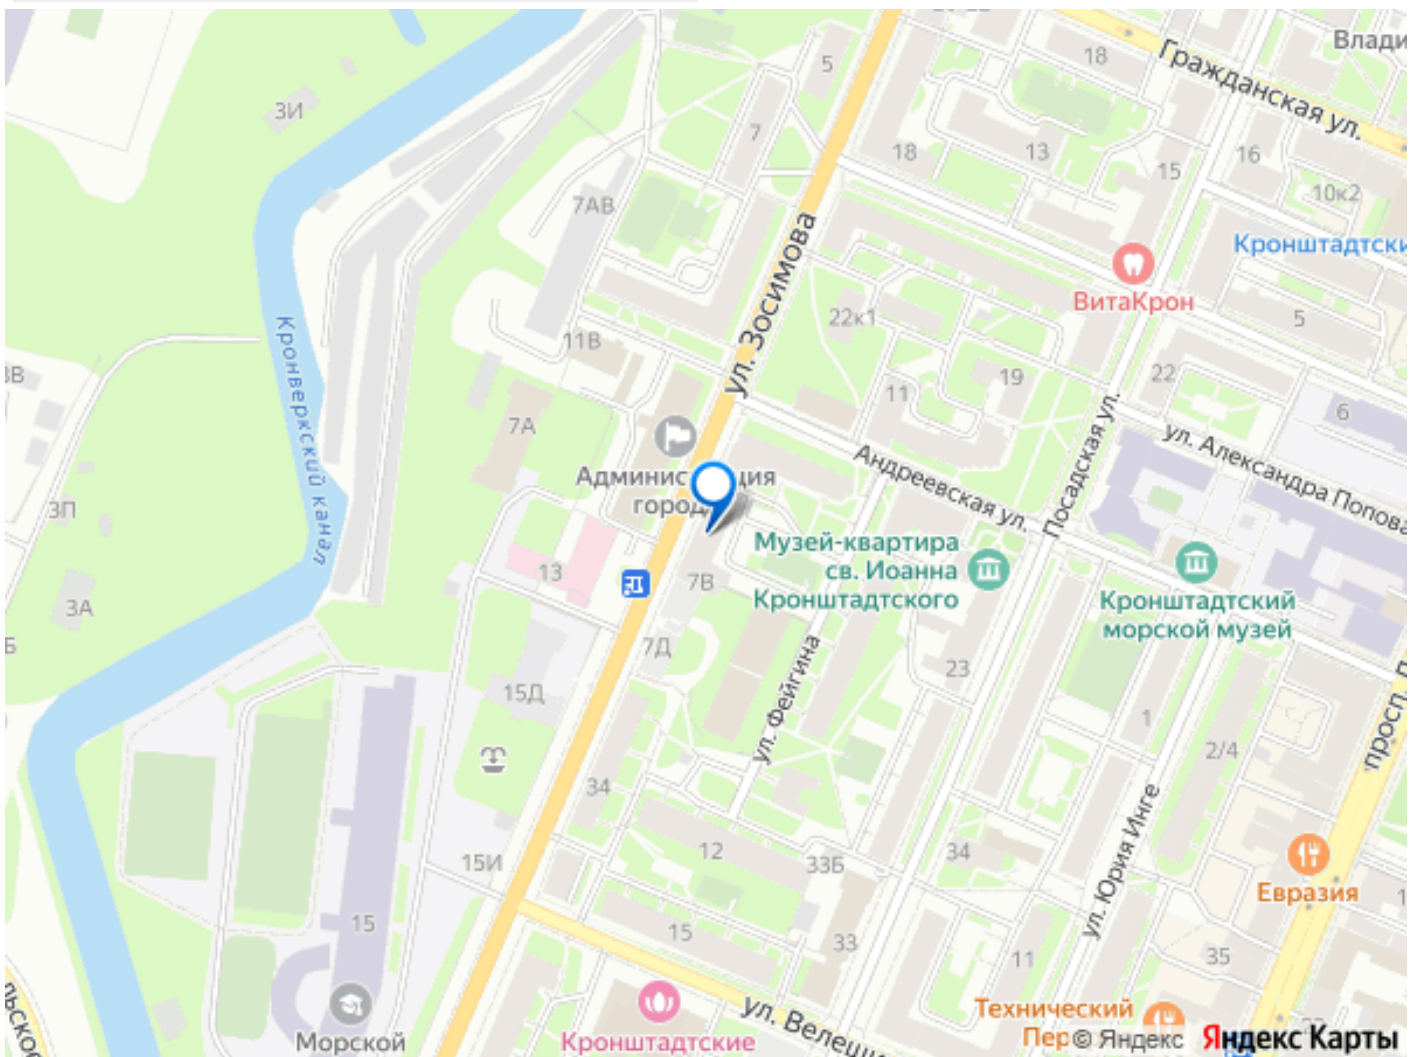 Влади
18
Гражданская ул.
5
3И
7
18
13
15
16
10к2
7АВ
Кронштадтски
ул. Зосимова
ВитаКрон
22к1
5
11В
Кронверкский канал
3В
19
22
11
6
7А
Посадская ул.
ул. Александра Попова
Андреевская ул.
Админис ция
город
3П
Музей-квартира
св. Иоанна
Кронштадтского
13
7В
Кронштадтский
морской музей
3А
Б
7Д
23
15Д
ул. Фейгина
просп.
1
2/4
34
ул. Юрия Инге
12
33Б
34
15И
Евразия
1
15
15
33
11
35
ул. Велещ
Технический
Пер
Морской
Кронштадтские
© Яндекс Яндекс Карты